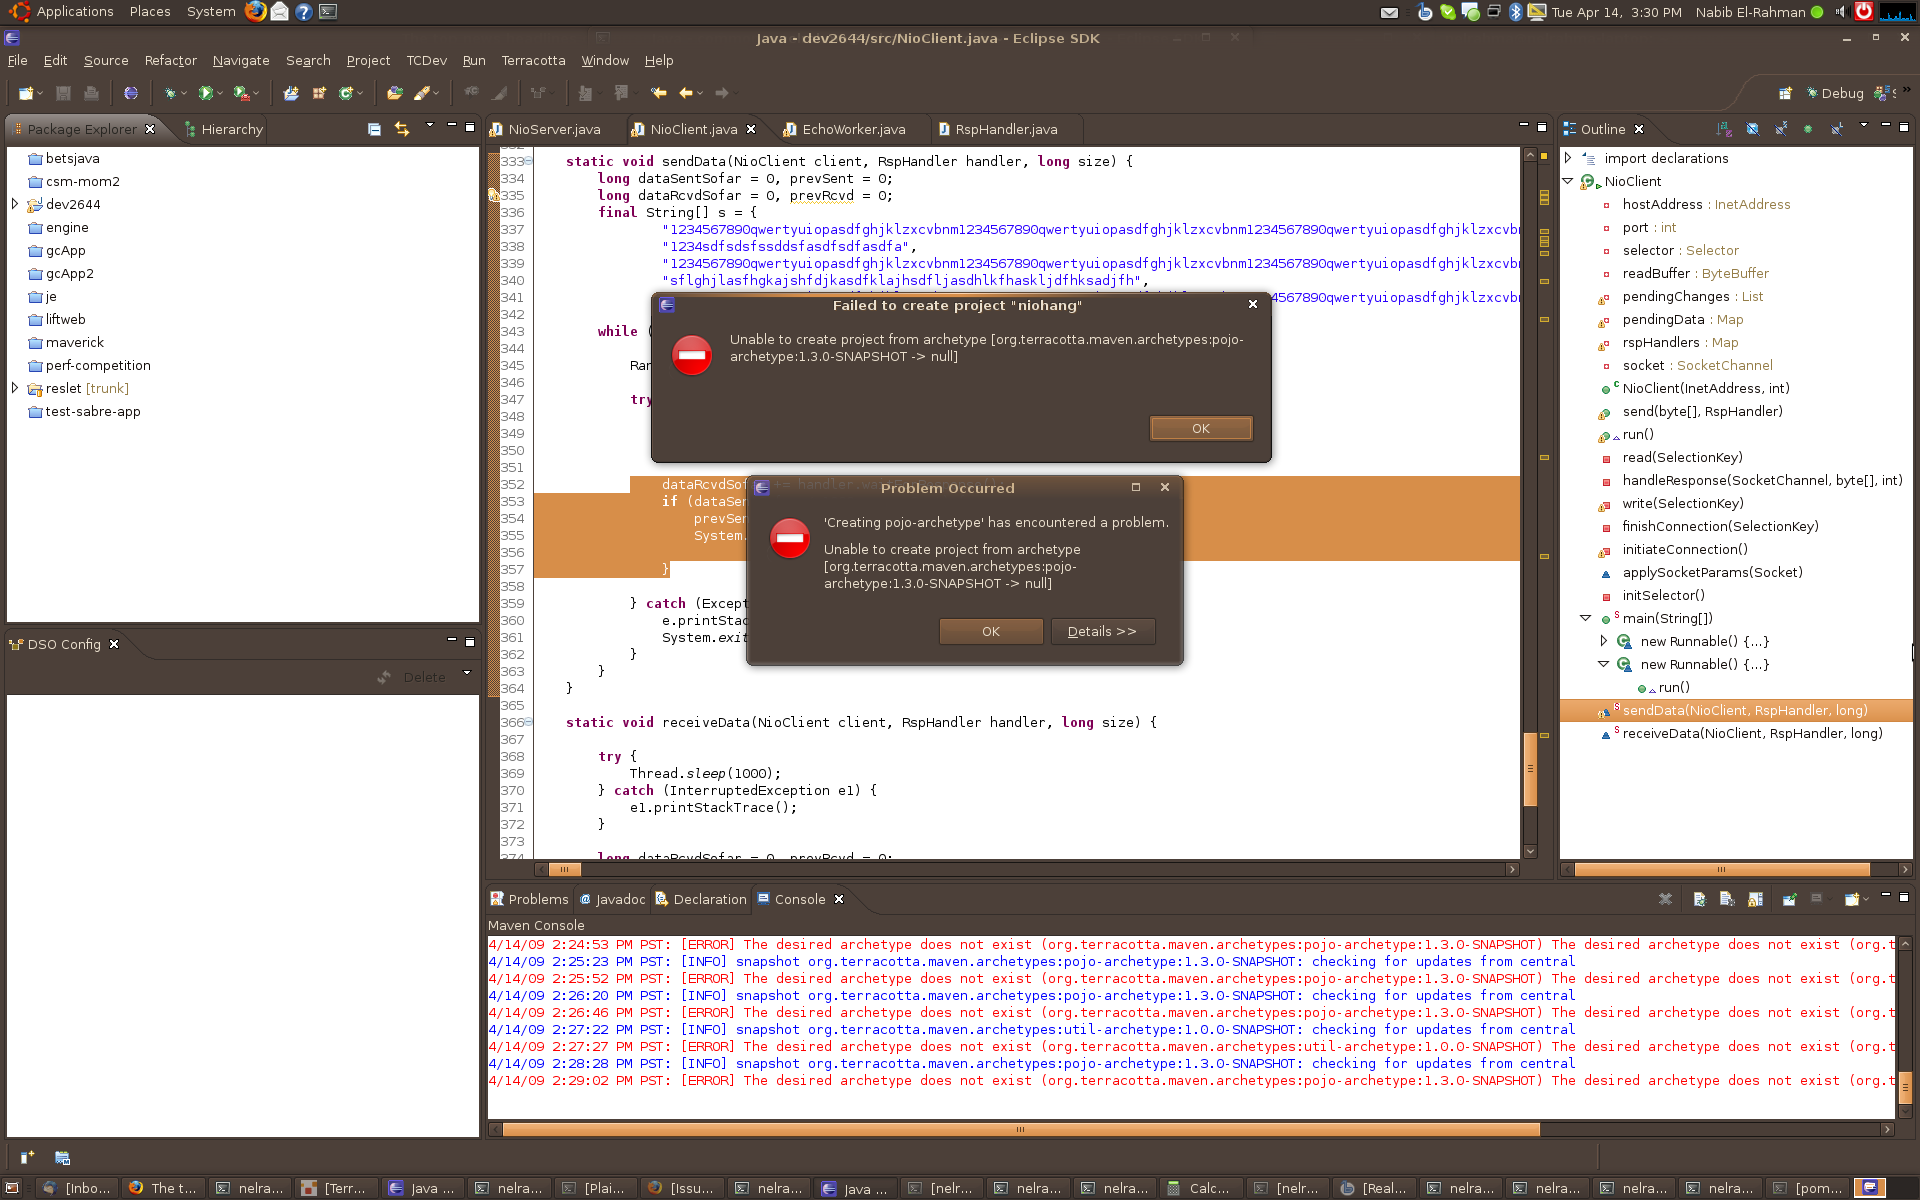 Applications Places System
Tue Apr 14, 3:30 PM Nabib El-Rahman
Java - dev2644/src/NioClient.java - Eclipse SDK
File Edit Source Refactor Navigate Search Project TCDev Run Terracotta Window Help
Debug
Package Explorer
Hierarchy
betsjava
csm-mom2
dev2644
engine
gcApp
gcApp2
je
liftweb
maverick
perf-competition
reslet [trunk]
test-sabre-app
DSO Config
Delete
NioServer.java NioClient.java EchoWorker.java RspHandler.java
333 static void sendData(NioClient client, RspHandler handler, long size) {
334 long dataSentSofar = 0, prevSent = 0;
335 long dataRcvdSofar = 0, prevRcvd = 0;
336 final String[] s = {
337 "1234567890qwertyuiopasdfghjklzxcvbnm1234567890qwertyuiopasdfghjklzxcvbnm1234567890qwertyuiopasdfghjklzxcvbn
338 "1234sdfsdsfssddsfasdfsdfasdfa",
339 "1234567890qwertyuiopasdfghjklzxcvbnm1234567890qwertyuiopasdfghjklzxcvbnm1234567890qwertyuiopasdfghjklzxcvbn
340 "sflghjlasfhgkajshfdjkasdfklajhsdfljasdhlkfhaskljdfhksadjfh",
341 4567890qwertyuiopasdfghjklzxcvbn
342
343 while (
344
345 Ran
346
347 try
348
349
350
351
352 dataRcvdSof
353 if (dataSen
354 prevSen
355 System.
356
357 }
358
359 } catch (Except
360 e.printStac
361 System.exit
362 }
363 }
364 }
365
366 static void receiveData(NioClient client, RspHandler handler, long size) {
367
368 try {
369 Thread.sleep(1000);
370 } catch (InterruptedException e1) {
371 e1.printStackTrace();
372 }
373
374 long dataRcvdSofar = 0, prevRcvd = 0;
Failed to create project "niohang"
Unable to create project from archetype [org.terracotta.maven.archetypes:pojo-
archetype:1.3.0-SNAPSHOT -> null]
OK
Problem Occurred
'Creating pojo-archetype' has encountered a problem.
Unable to create project from archetype
[org.terracotta.maven.archetypes:pojo-
archetype:1.3.0-SNAPSHOT -> null]
OK Details >>
Outline
import declarations
NioClient
hostAddress : InetAddress
port : int
selector : Selector
readBuffer : ByteBuffer
pendingChanges : List
pendingData : Map
rspHandlers : Map
socket : SocketChannel
NioClient(InetAddress, int)
send(byte[], RspHandler)
run()
read(SelectionKey)
handleResponse(SocketChannel, byte[], int)
write(SelectionKey)
finishConnection(SelectionKey)
initiateConnection()
applySocketParams(Socket)
initSelector()
main(String[])
new Runnable() {...}
new Runnable() {...}
run()
sendData(NioClient, RspHandler, long)
receiveData(NioClient, RspHandler, long)
Problems Javadoc Declaration Console
Maven Console
4/14/09 2:24:53 PM PST: [ERROR] The desired archetype does not exist (org.terracotta.maven.archetypes:pojo-archetype:1.3.0-SNAPSHOT) The desired archetype does not exist (org.t
4/14/09 2:25:23 PM PST: [INFO] snapshot org.terracotta.maven.archetypes:pojo-archetype:1.3.0-SNAPSHOT: checking for updates from central
4/14/09 2:25:52 PM PST: [ERROR] The desired archetype does not exist (org.terracotta.maven.archetypes:pojo-archetype:1.3.0-SNAPSHOT) The desired archetype does not exist (org.t
4/14/09 2:26:20 PM PST: [INFO] snapshot org.terracotta.maven.archetypes:pojo-archetype:1.3.0-SNAPSHOT: checking for updates from central
4/14/09 2:26:46 PM PST: [ERROR] The desired archetype does not exist (org.terracotta.maven.archetypes:pojo-archetype:1.3.0-SNAPSHOT) The desired archetype does not exist (org.t
4/14/09 2:27:22 PM PST: [INFO] snapshot org.terracotta.maven.archetypes:util-archetype:1.0.0-SNAPSHOT: checking for updates from central
4/14/09 2:27:27 PM PST: [ERROR] The desired archetype does not exist (org.terracotta.maven.archetypes:util-archetype:1.0.0-SNAPSHOT) The desired archetype does not exist (org.t
4/14/09 2:28:28 PM PST: [INFO] snapshot org.terracotta.maven.archetypes:pojo-archetype:1.3.0-SNAPSHOT: checking for updates from central
4/14/09 2:29:02 PM PST: [ERROR] The desired archetype does not exist (org.terracotta.maven.archetypes:pojo-archetype:1.3.0-SNAPSHOT) The desired archetype does not exist (org.t
[Inbo... The t... nelra... [Terr... Java ... nelra... [Plai... [Issu... nelra... Java ... [nelr... nelra... nelra... Calc... [nelr... [Real... nelra... nelra... nelra... nelra... [pom...